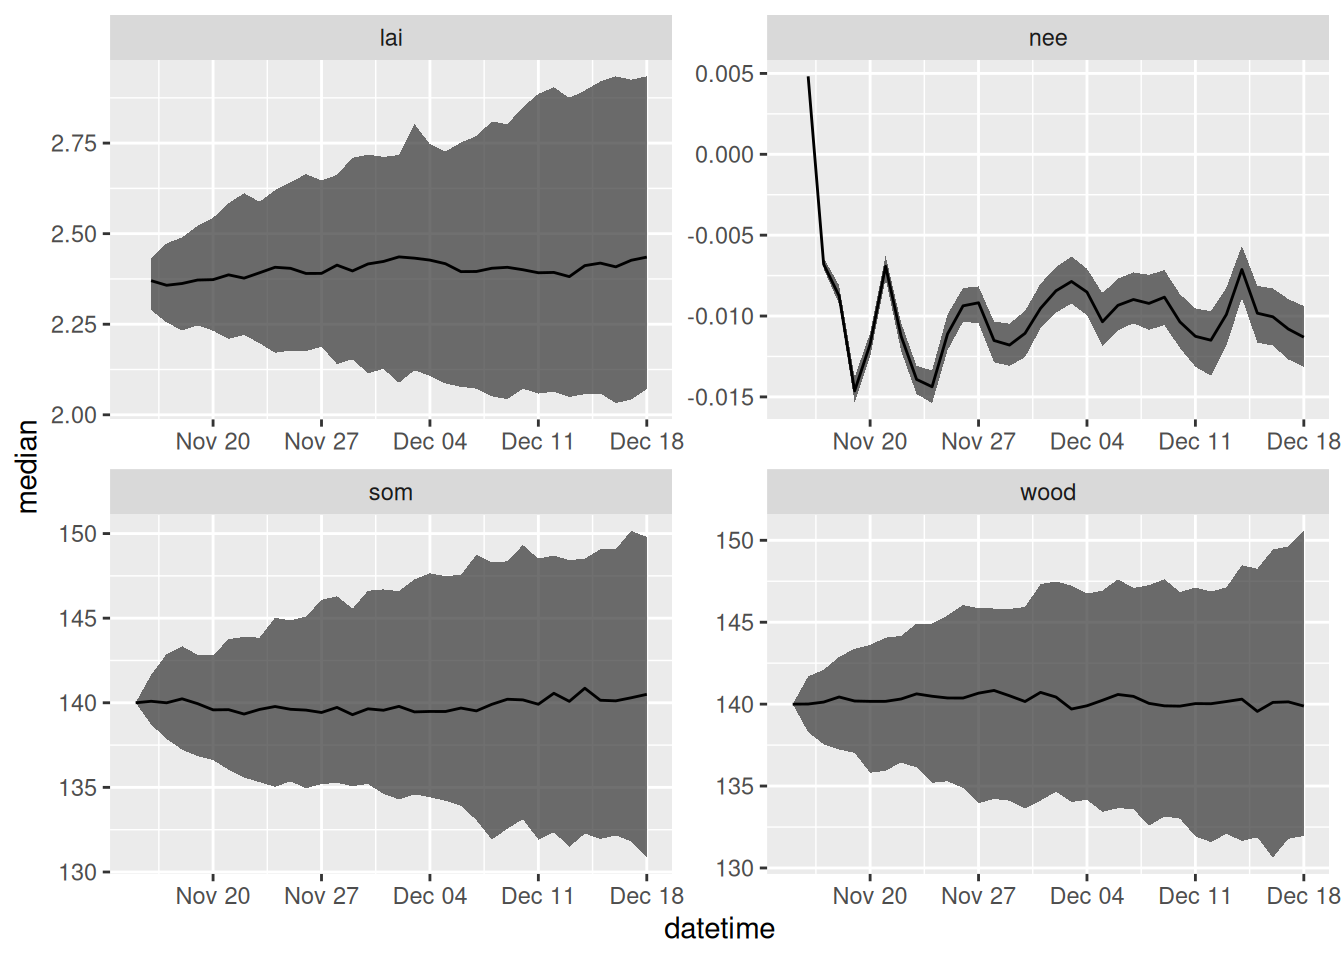 lai
nee
2.75
2.50
2.25
2.00
0.005
0.000
-0.005
-0.010
-0.015
Nov 20 Nov 27 Dec 04 Dec 11 Dec 18
Nov 20 Nov 27 Dec 04 Dec 11 Dec 18
median
som
wood
150
145
140
135
130
150
145
140
135
130
Nov 20 Nov 27 Dec 04 Dec 11 Dec 18
Nov 20 Nov 27 Dec 04 Dec 11 Dec 18
datetime